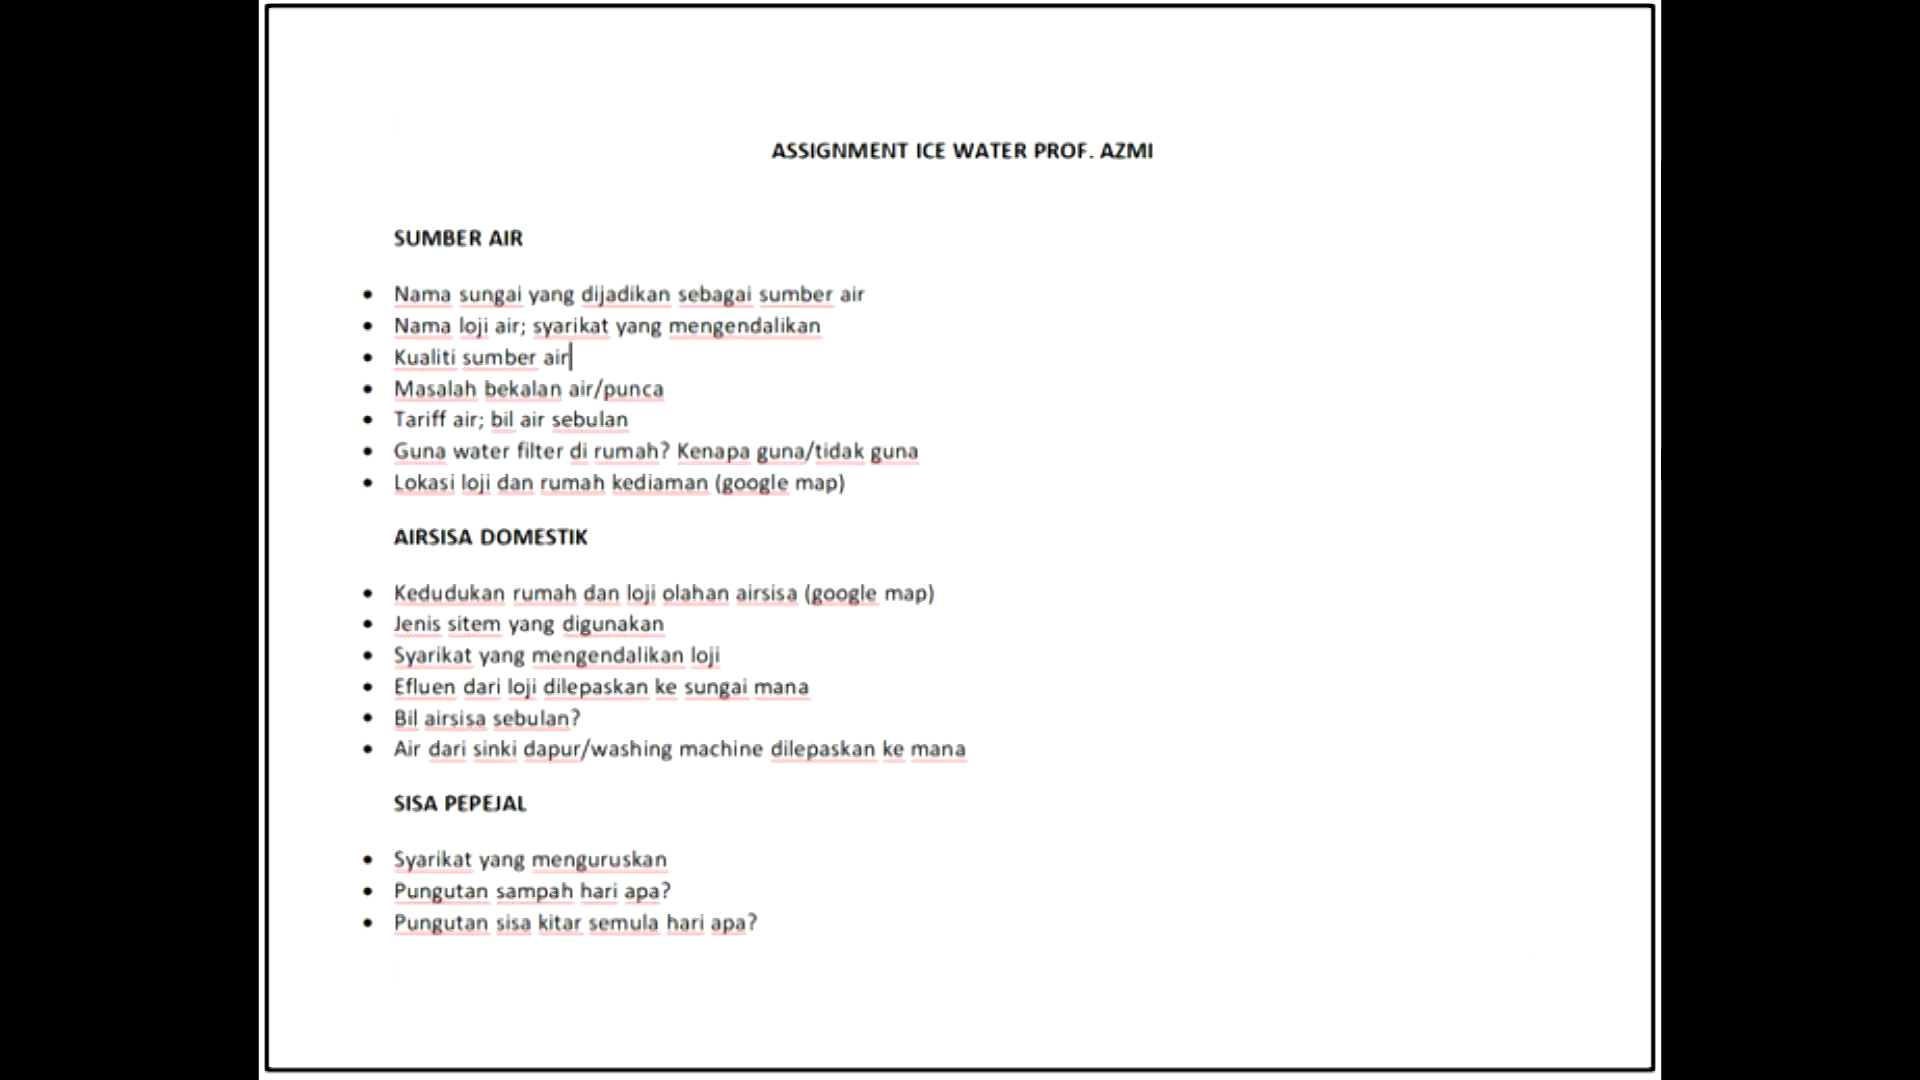 ASSIGNMENT ICE WATER PROF. AZMI
SUMBER AIR
• Nama sungai yang dijadikan sebagai sumber air
• Nama loji air; syarikat yang mengendalikan
• Kualiti sumber air
• Masalah bekalan air/punca
• Tariff air; bil air sebulan
• Guna water filter di rumah? Kenapa guna/tidak guna
• Lokasi loji dan rumah kediaman (google map)
AIRSISA DOMESTIK
• Kedudukan rumah dan loji olahan airsisa (google map)
• Jenis sitem yang digunakan
• Syarikat yang mengendalikan loji
• Efluen dari loji dilepaskan ke sungai mana
• Bil airsisa sebulan?
• Air dari sinki dapur/washing machine dilepaskan ke mana
SISA PEPEJAL
• Syarikat yang menguruskan
• Pungutan sampah hari apa?
• Pungutan sisa kitar semula hari apa?